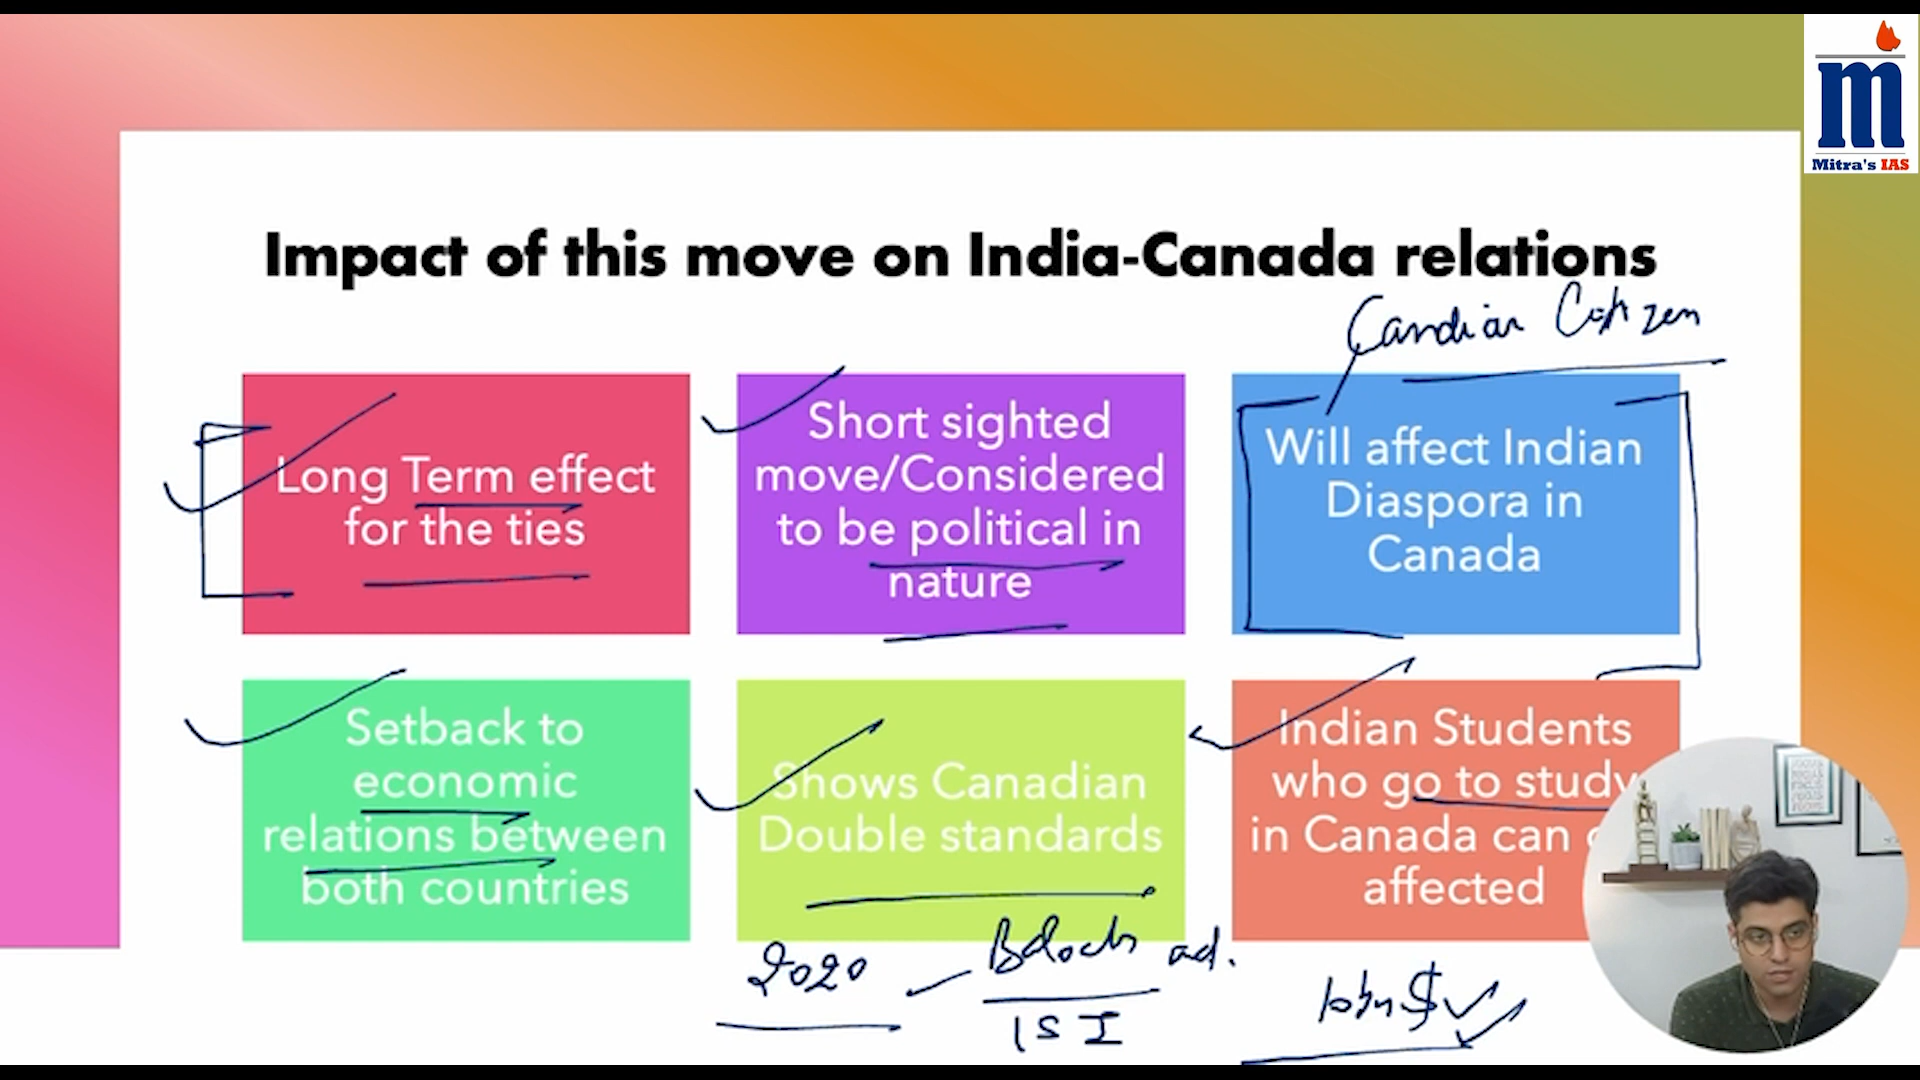 m
Mitra's IAS
Impact of this move on India-Canada relations
Candian Citizen
Long Term effect
for the ties
Short sighted
move/Considered
to be political in
nature
Will affect Indian
Diaspora in
Canada
Setback to
economic
relations between
both countries
Shows Canadian
Double standards
Indian Students
who go to study
in Canada can
affected
2020
Baloch ad.
ISI
10bn$